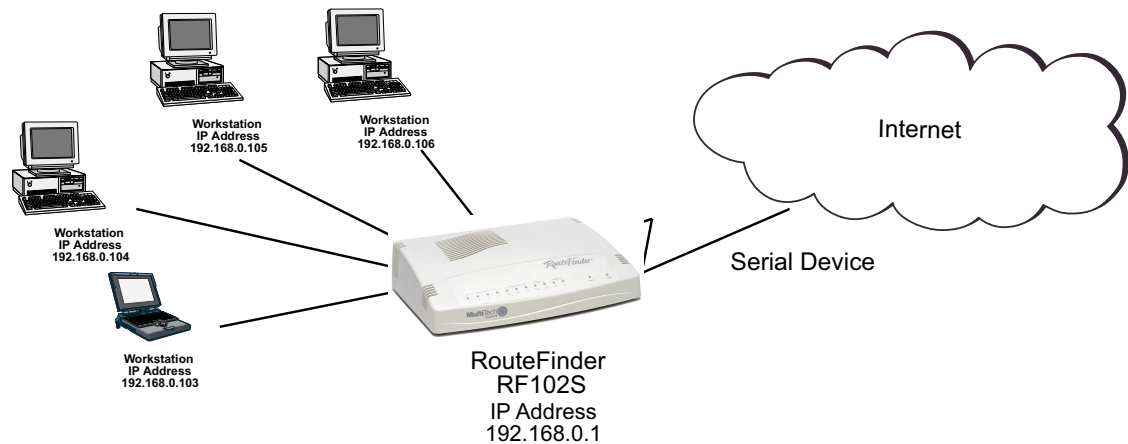 Workstation
IP Address
192.168.0.105
Workstation
IP Address
192.168.0.106
Internet
Workstation
IP Address
192.168.0.104
Serial Device
RouteFinder
MultiTech
Workstation
IP Address
192.168.0.103
RouteFinder
RF102S
IP Address
192.168.0.1